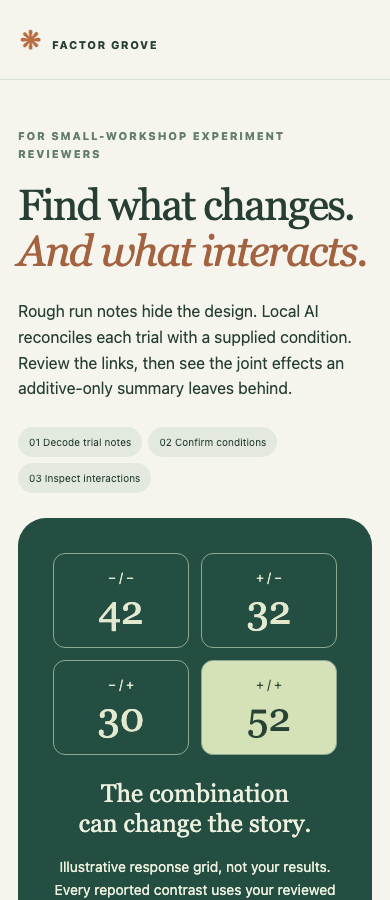 FACTOR GROVE
FOR SMALL-WORKSHOP EXPERIMENT
REVIEWERS
Find what changes.
And what interacts.
Rough run notes hide the design. Local AI
reconciles each trial with a supplied condition.
Review the links, then see the joint effects an
additive-only summary leaves behind.
01 Decode trial notes
02 Confirm conditions
03 Inspect interactions
− / −
42
+ / −
32
− / +
30
+ / +
52
The combination
can change the story.
Illustrative response grid, not your results.
Every reported contrast uses your reviewed